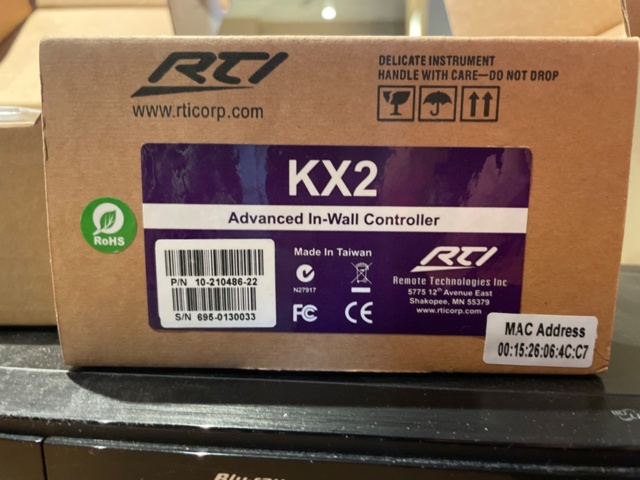 RTI
www.rticorp.com
DELICATE INSTRUMENT
HANDLE WITH CARE—DO NOT DROP
KX2
Advanced In-Wall Controller
RoHS
P/N 10-210486-22
S/N 695-0130033
Made In Taiwan
N27917
FC CE
RTI
Remote Technologies Inc
5775 12th Avenue East
Shakopee, MN 55379
www.rticorp.com
MAC Address
00:15:26:06:4C:C7